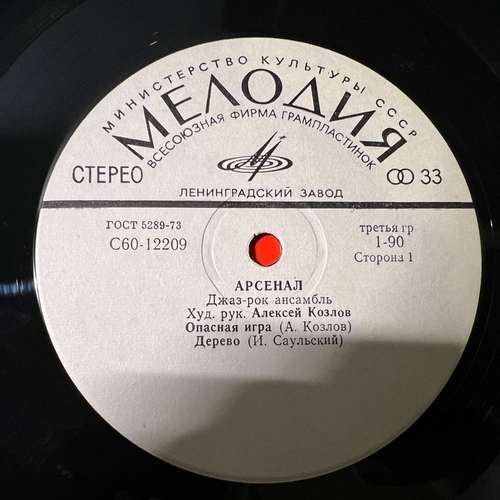 МИНИСТЕРСТВО КУЛЬТУРЫ СССР
МЕЛОДИЯ
ВСЕСОЮЗНАЯ ФИРМА ГРАМПЛАСТИНОК
СТЕРЕО
33
ЛЕНИНГРАДСКИЙ ЗАВОД
ГОСТ 5289-73
третья гр
С60-12209
1-90
Сторона 1
АРСЕНАЛ
Джаз-рок ансамбль
Худ. рук. Алексей Козлов
Опасная игра (А. Козлов)
Дерево (И. Саульский)